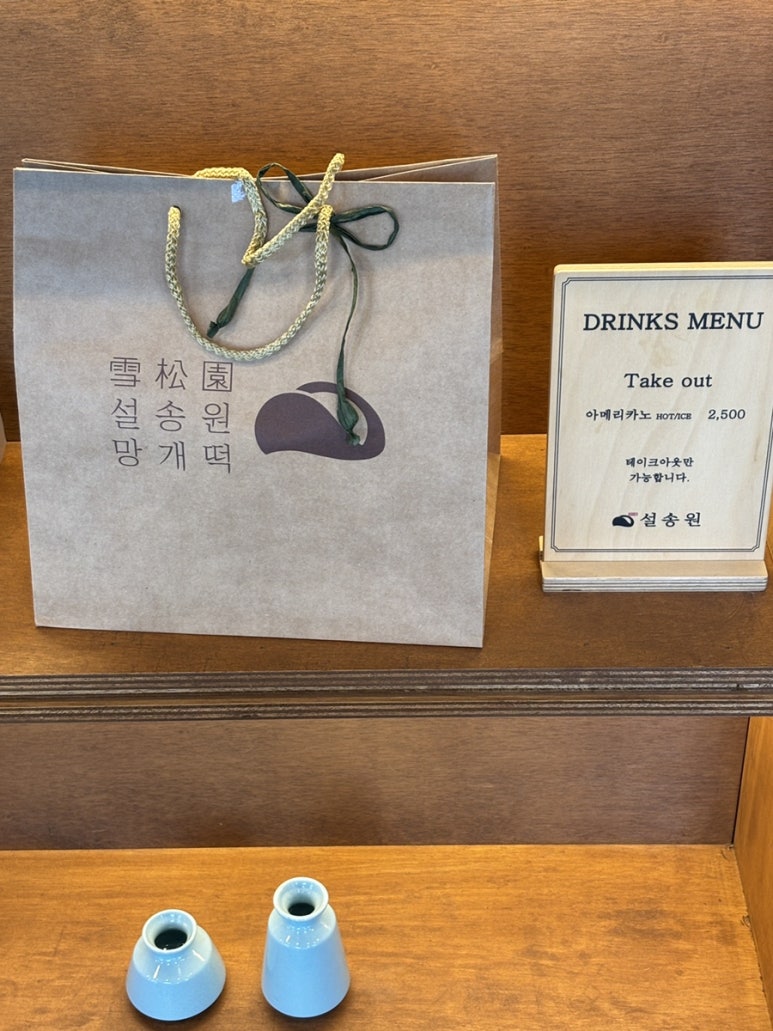 雪松園
설송원
망개떡
DRINKS MENU
Take out
아메리카노 HOT/ICE 2,500
테이크아웃만
가능합니다.
설송원